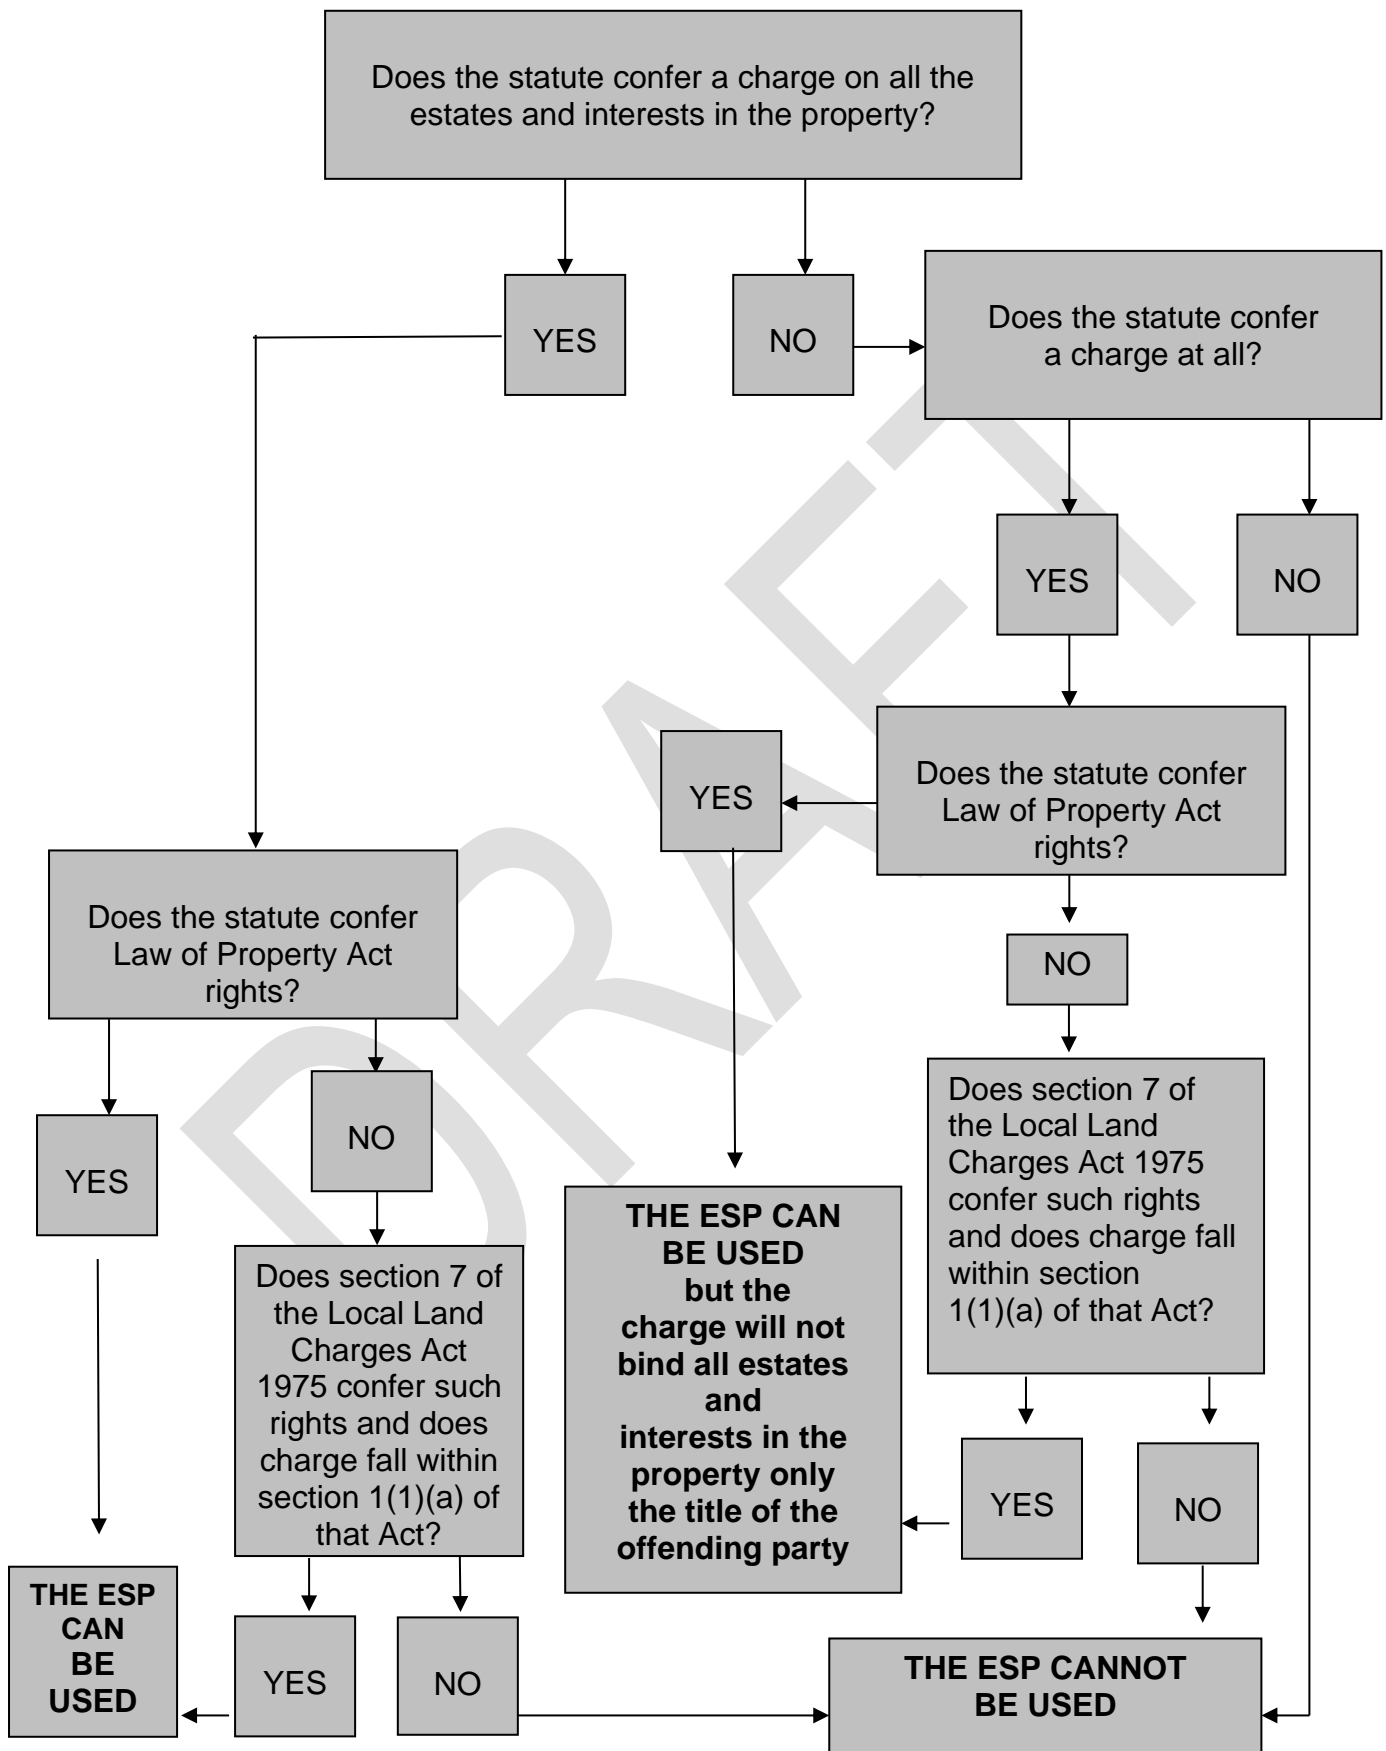 Does the statute confer a charge on all the
estates and interests in the property?
YES
NO
Does the statute confer
a charge at all?
YES
NO
Does the statute confer
Law of Property Act
rights?
YES
NO
Does the statute confer
Law of Property Act
rights?
YES
NO
Does section 7 of
the Local Land
Charges Act 1975
confer such rights
and does charge fall
within section
1(1)(a) of that Act?
THE ESP CAN
BE USED
but the
charge will not
bind all estates
and
interests in the
property only
the title of the
offending party
Does section 7 of
the Local Land
Charges Act
1975 confer such
rights and does
charge fall within
section 1(1)(a) of
that Act?
YES
NO
THE ESP
CAN
BE
USED
YES
NO
THE ESP CANNOT
BE USED
DRAFT